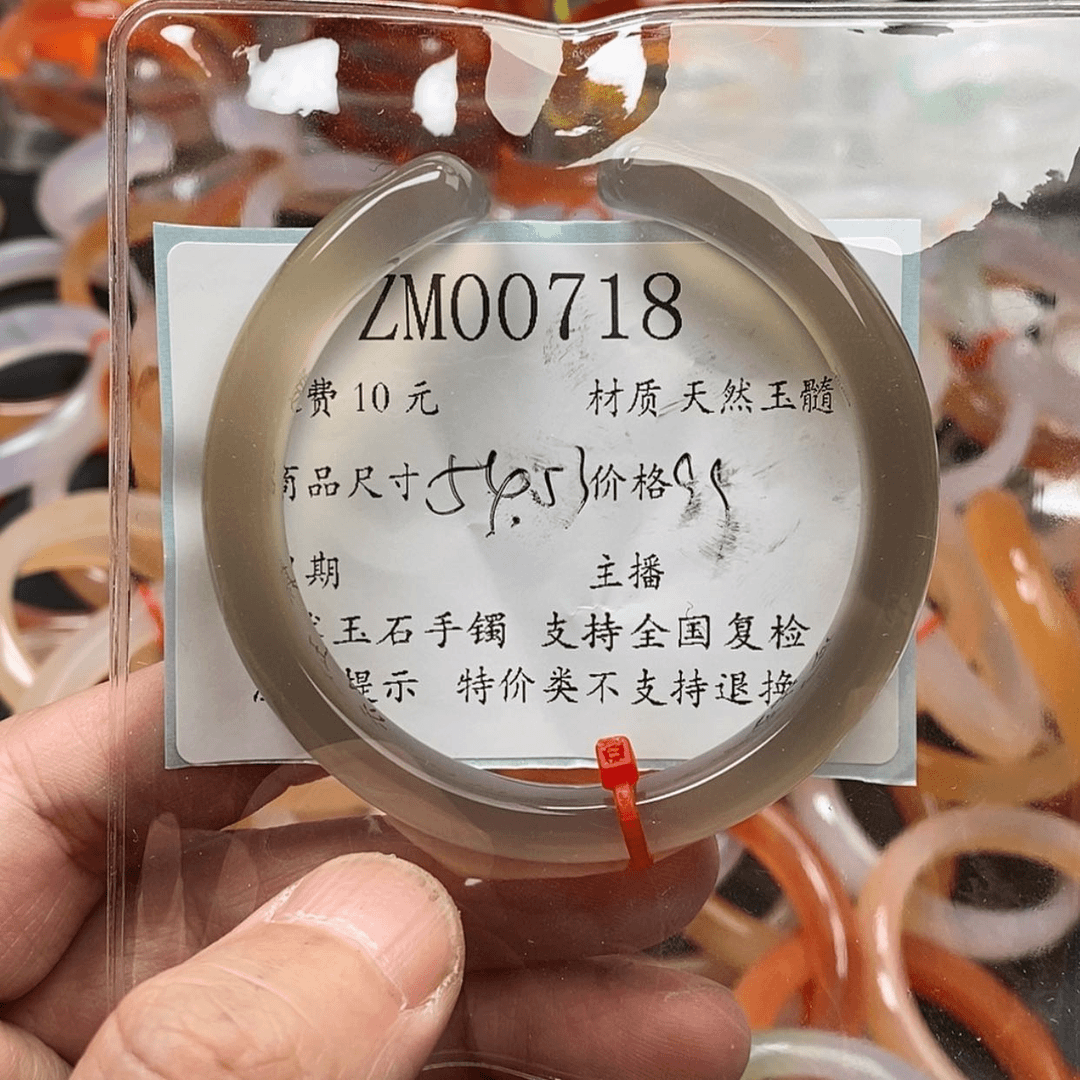 ZM00718
费 10 元 材质 天然玉髓
商品尺寸 54.5 价格
期 主播
玉石手镯 支持全国复检
提示 特价类不支持退换